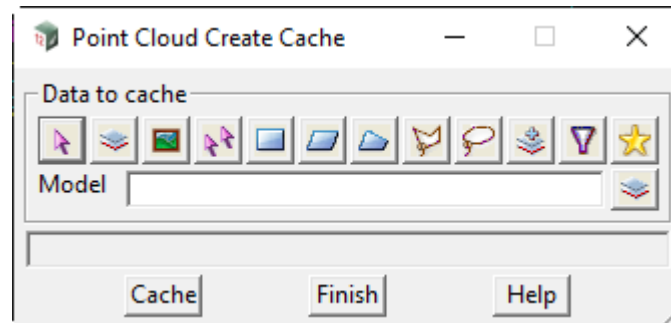 Point Cloud Create Cache
Data to cache
Model
Cache Finish Help